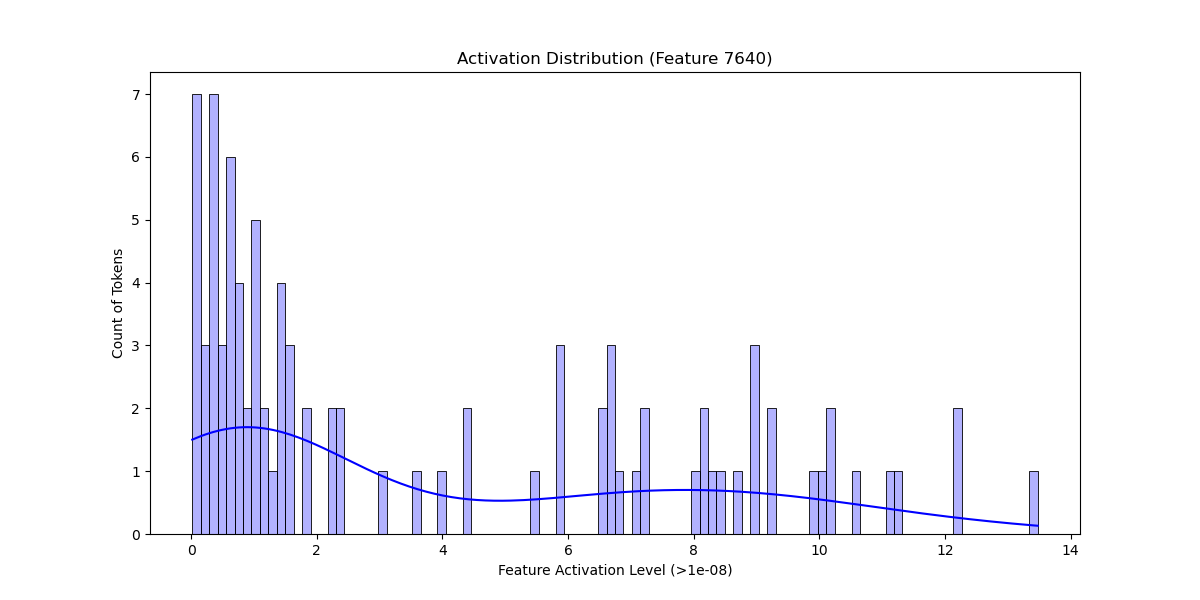 Activation Distribution (Feature 7640)
Count of Tokens
7
6
5
4
3
2
1
0
0 2 4 6 8 10 12 14
Feature Activation Level (>1e-08)